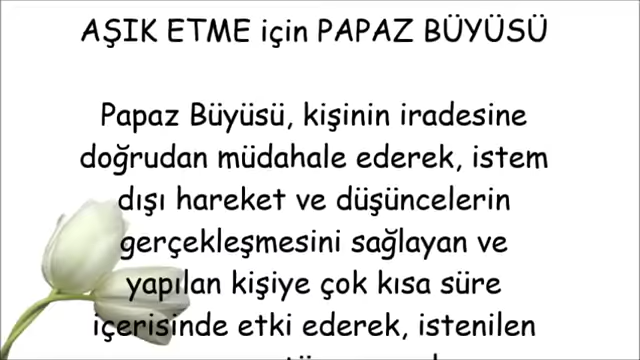 AŞIK ETME için PAPAZ BÜYÜSÜ
Papaz Büyüsü, kişinin iradesine
doğrudan müdahale ederek, istem
dışı hareket ve düşüncelerin
gerçekleşmesini sağlayan ve
yapılan kişiye çok kısa süre
içerisinde etki ederek, istenilen